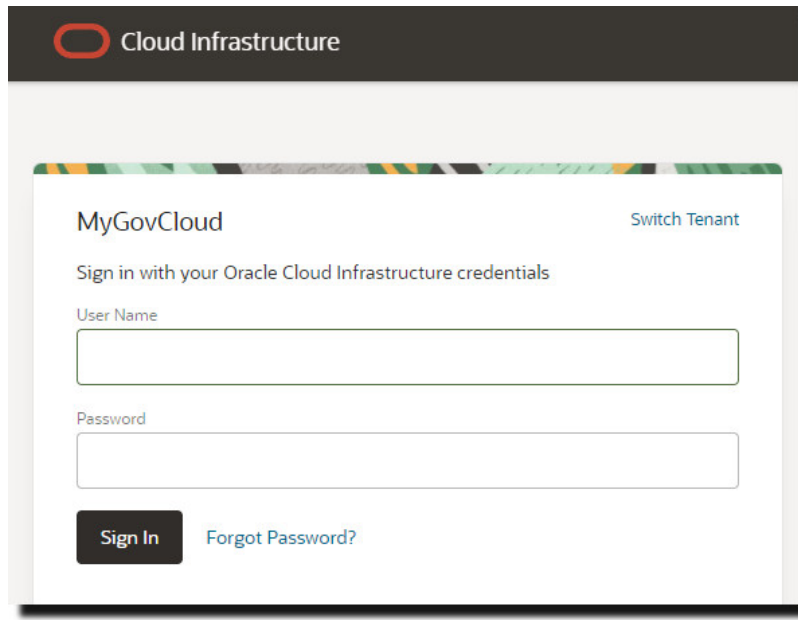 Cloud Infrastructure
MyGovCloud
Switch Tenant
Sign in with your Oracle Cloud Infrastructure credentials
User Name
Password
Sign In
Forgot Password?